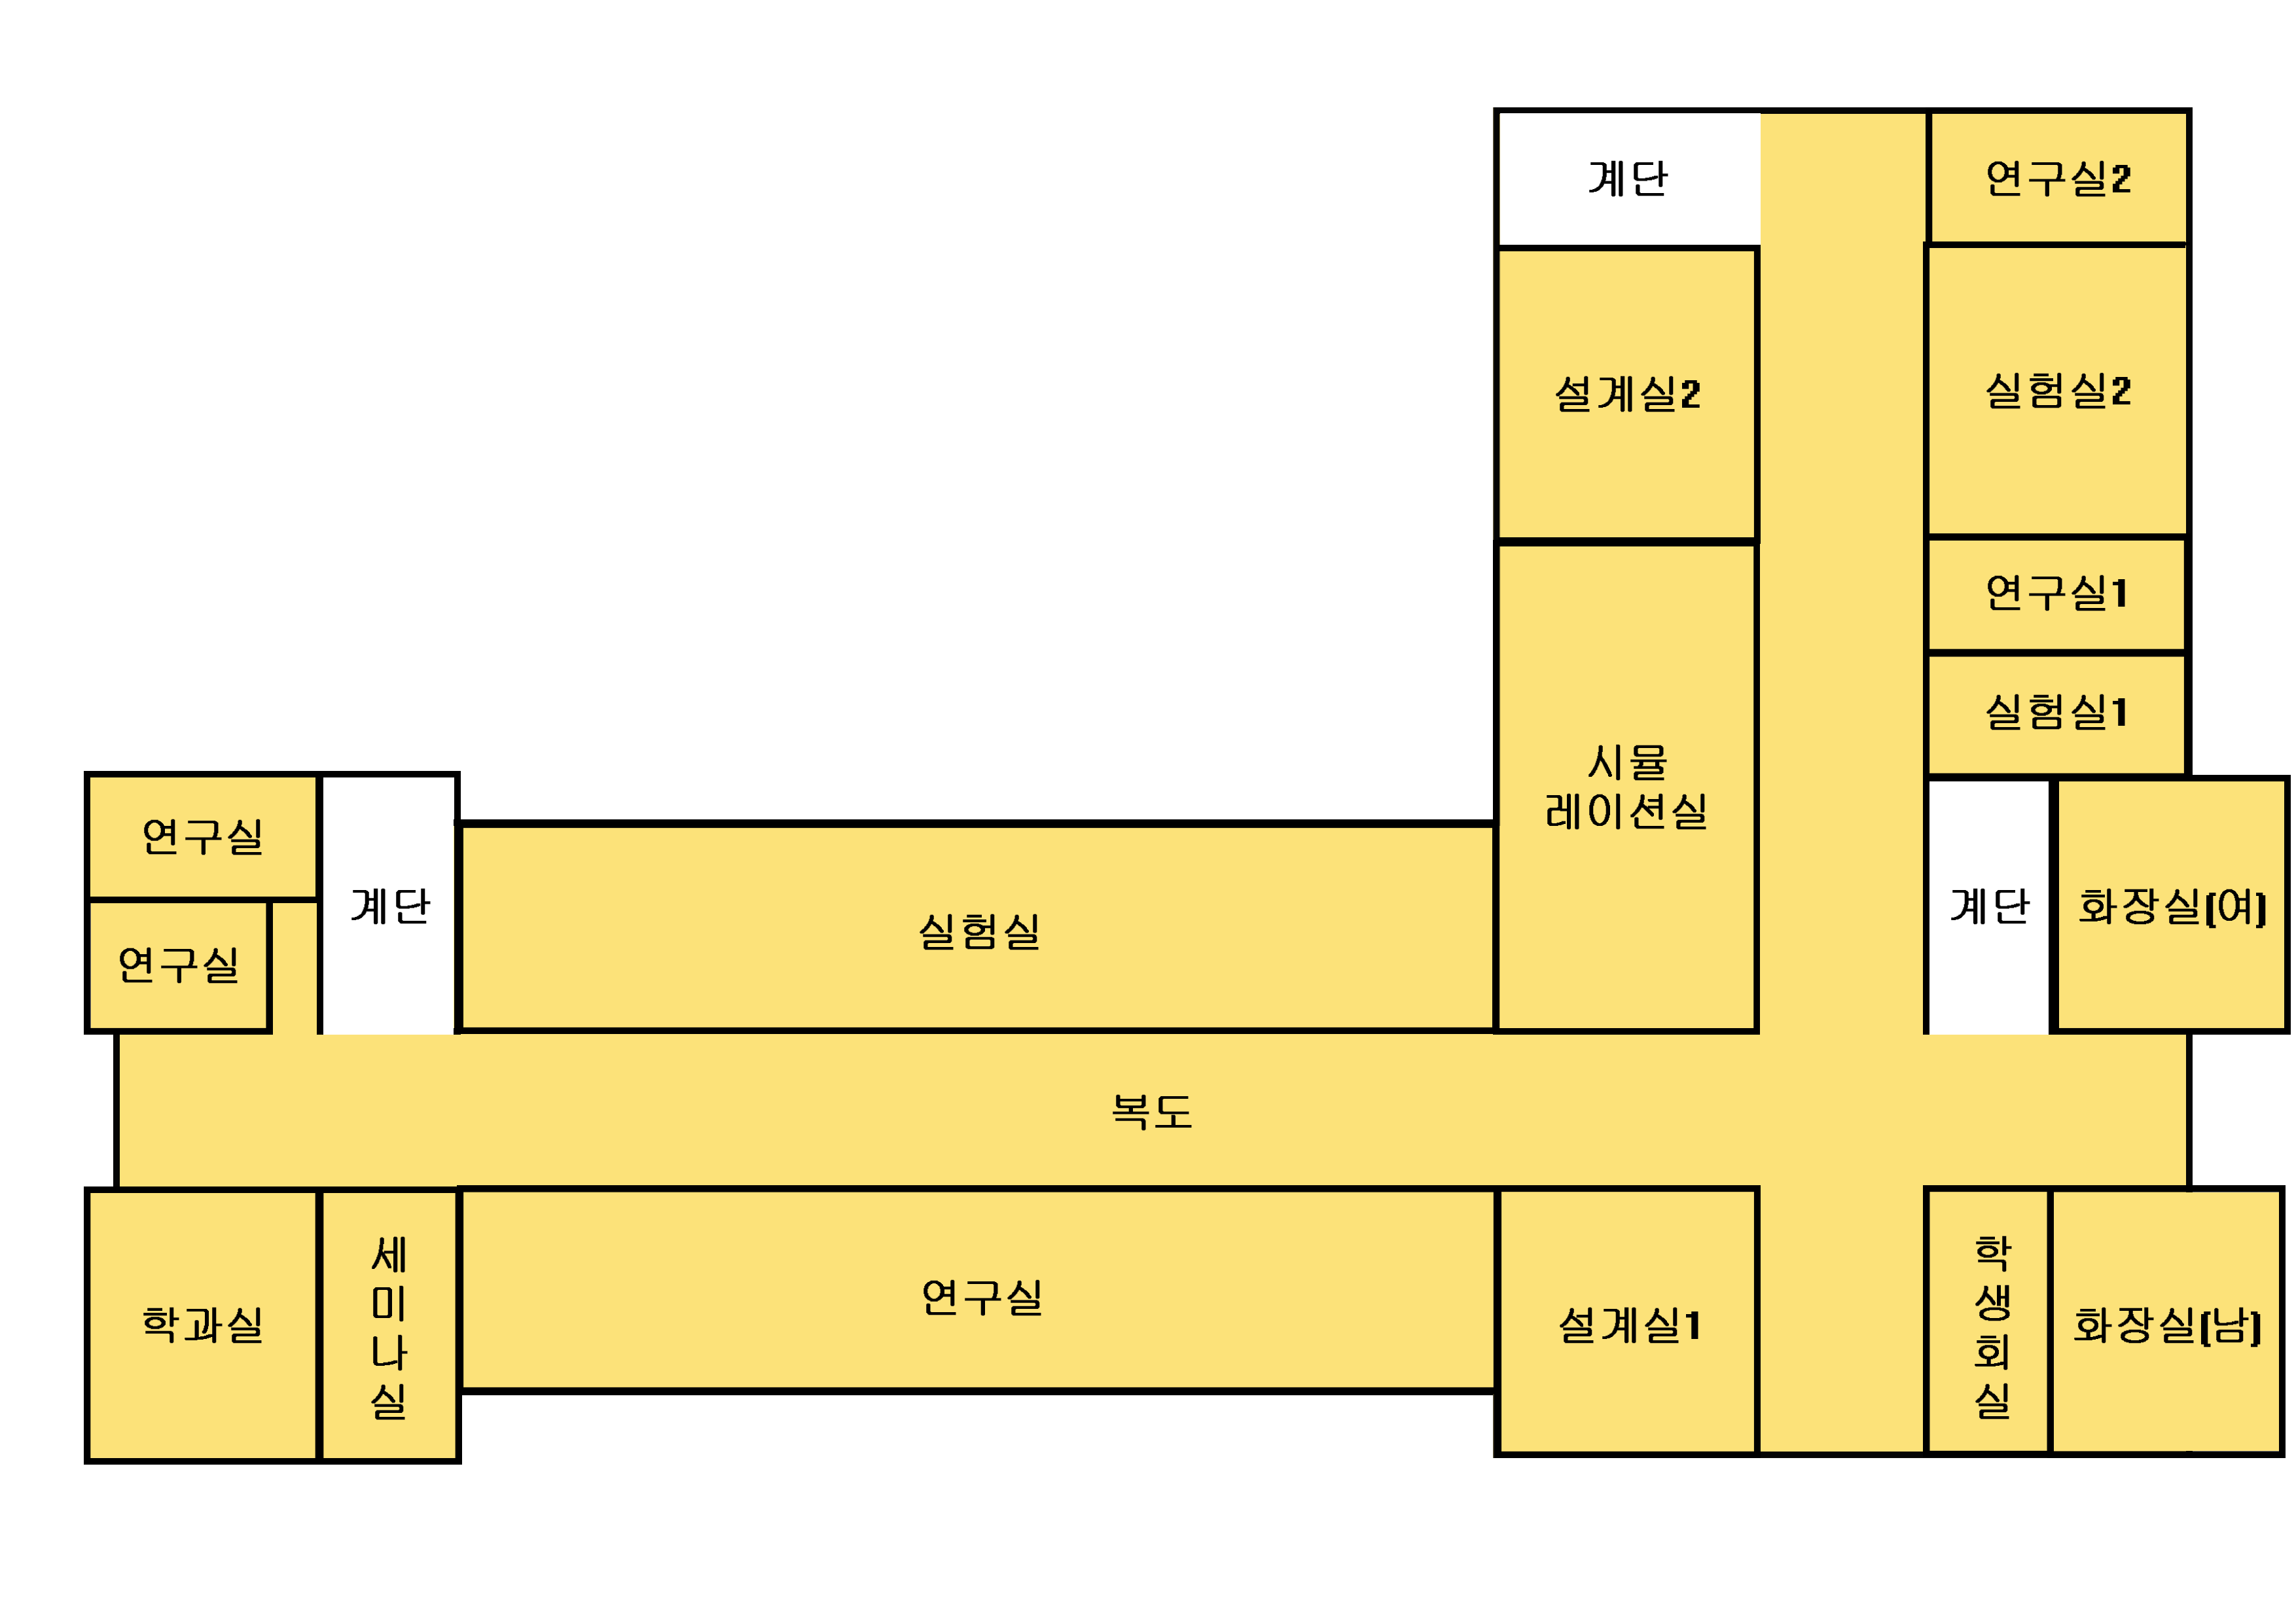 계단
연구실2
설계실2
실험실2
연구실1
실험실1
시뮬
레이션실
연구실
연구실
계단
실험실
계단
화장실(여)
복도
학과실
세
미
나
실
연구실
설계실1
학
생
회
실
화장실(남)